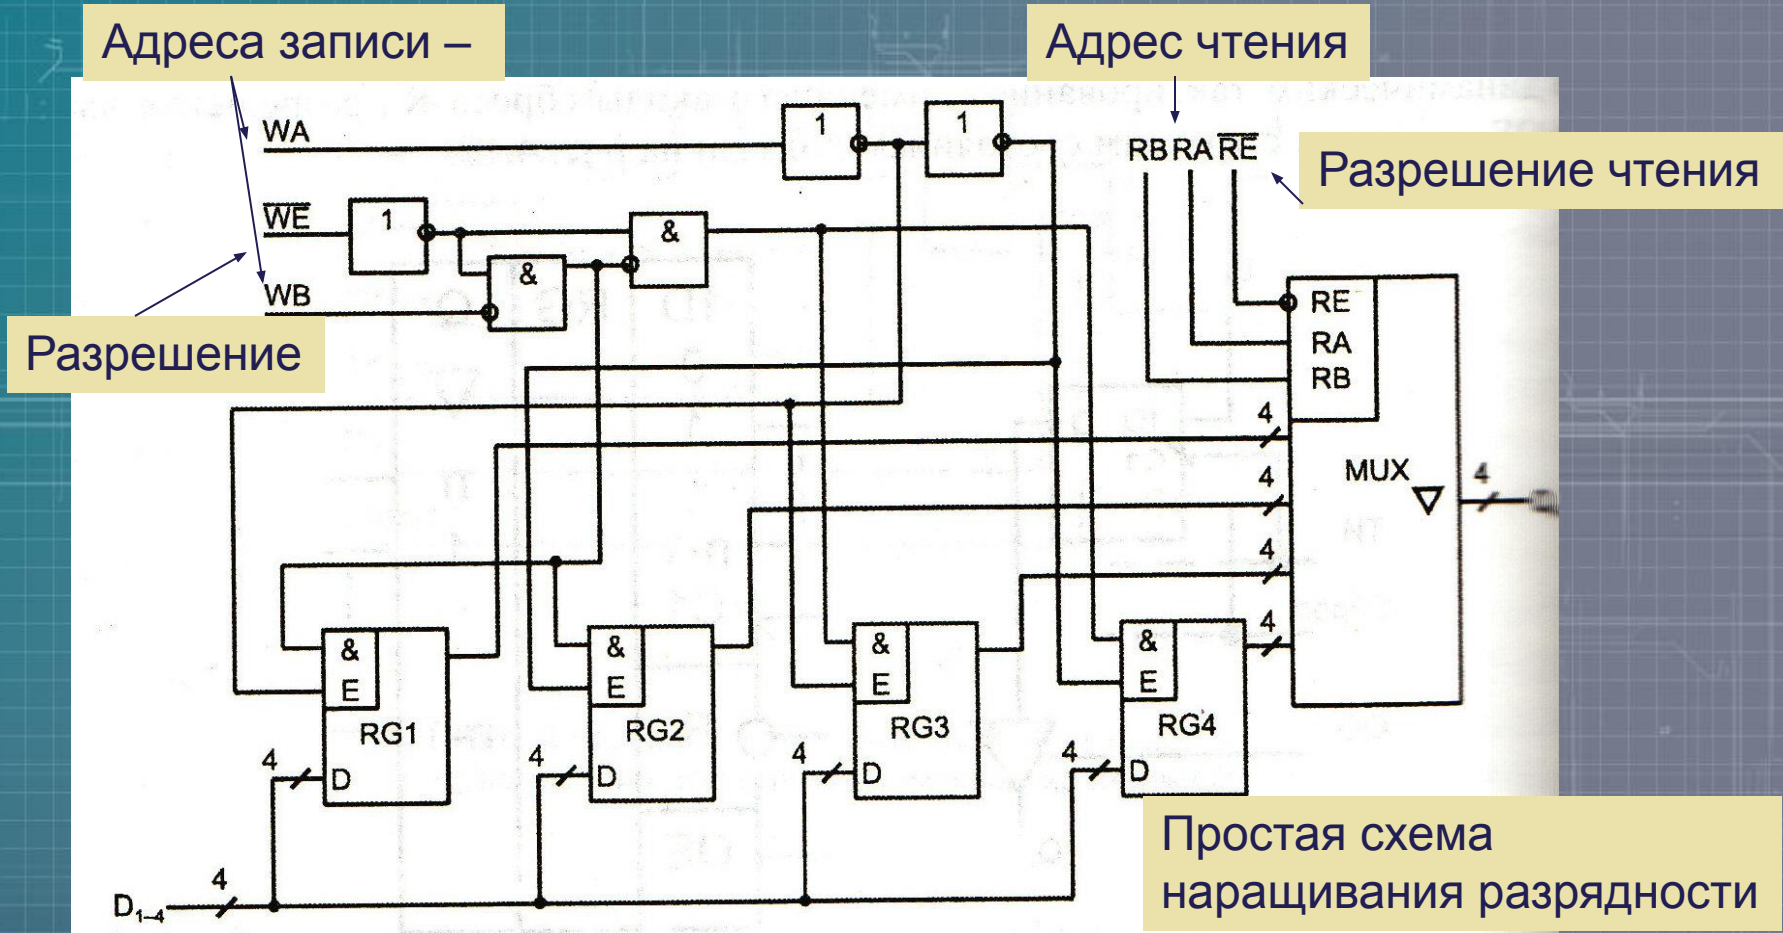 Адреса записи –
Адрес чтения
WA
1
1
RB RA RE
Разрешение чтения
WE
1
&
&
WB
Разрешение
RE
RA
RB
4
MUX
4
4
4
4
&
E
RG1
4
D
&
E
RG2
4
D
&
E
RG3
4
D
&
E
RG4
4
D
4
D1–4
Простая схема
наращивания разрядности